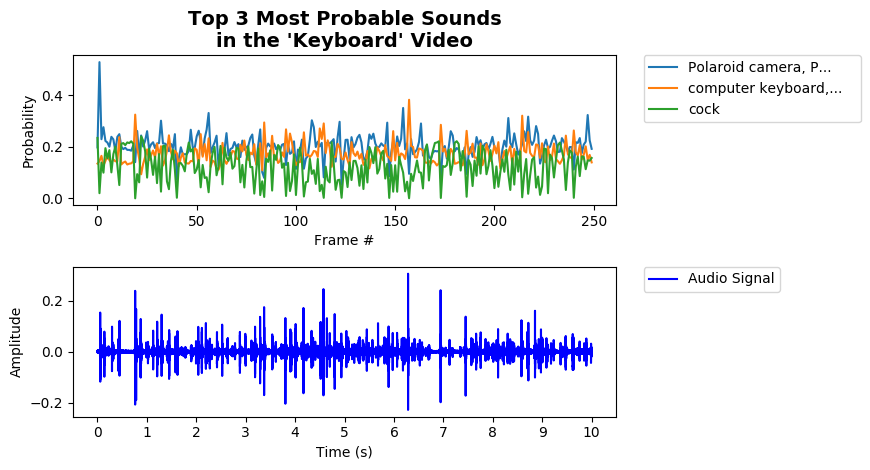 Top 3 Most Probable Sounds
in the 'Keyboard' Video
Probability
0.4
0.2
0.0
0 50 100 150 200 250
Frame #
Polaroid camera, P...
computer keyboard,...
cock
Amplitude
0.2
0.0
−0.2
0 1 2 3 4 5 6 7 8 9 10
Time (s)
Audio Signal